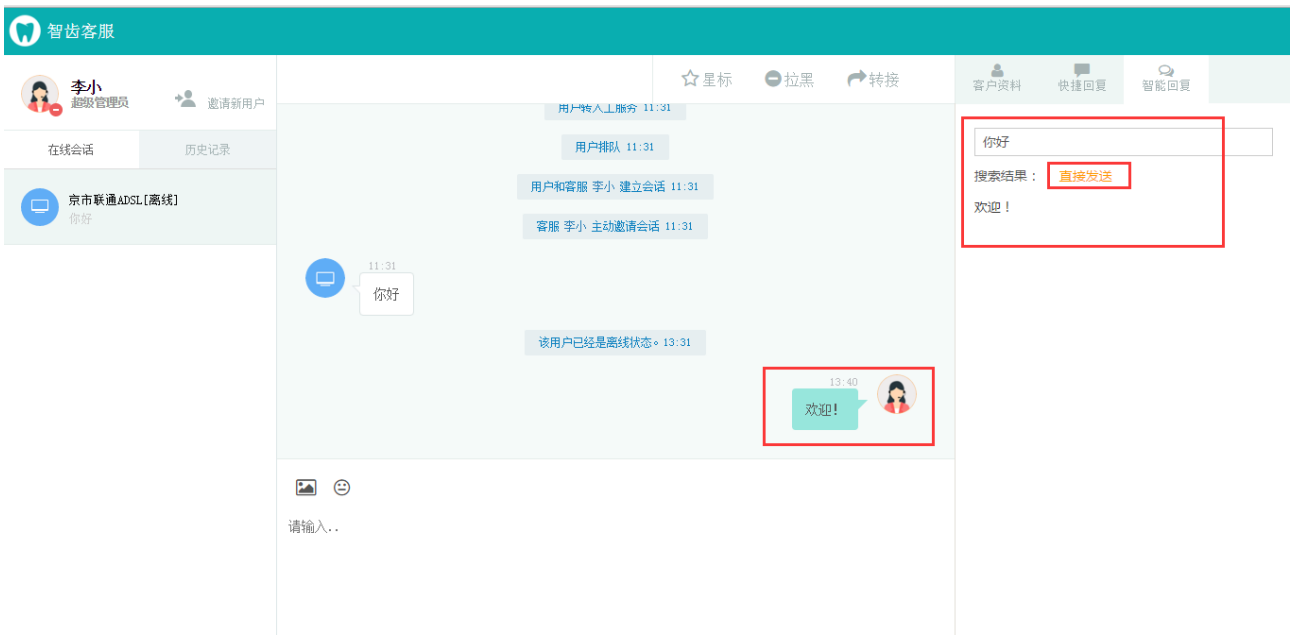 智齿客服
李小
超级管理员
邀请新用户
在线会话
历史记录
京市联通ADSL[离线]
你好
星标
拉黑
转接
用户转人工服务 11:31
用户排队 11:31
用户和客服 李小 建立会话 11:31
客服 李小 主动邀请会话 11:31
11:31
你好
该用户已经是离线状态。13:31
13:40
欢迎！
请输入..
客户资料
快捷回复
智能回复
你好
搜索结果： 直接发送
欢迎！